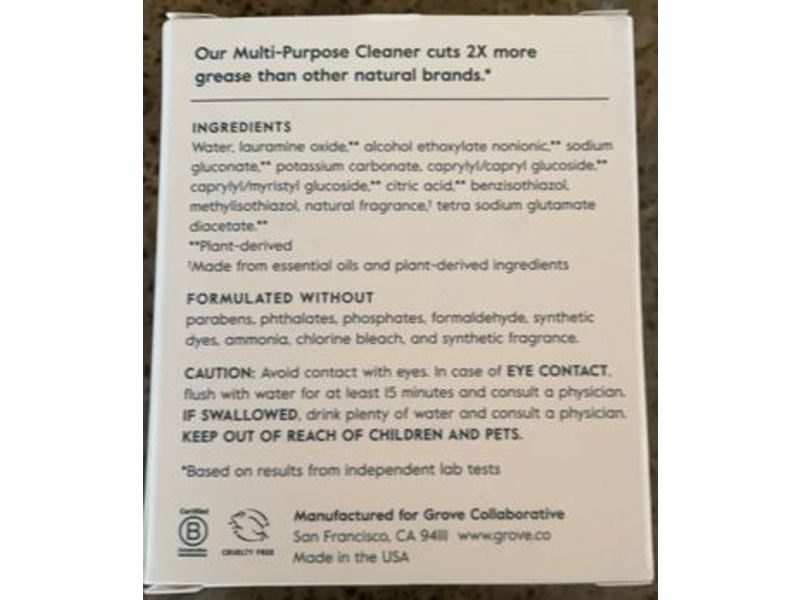 Our Multi-Purpose Cleaner cuts 2X more
grease than other natural brands.*
INGREDIENTS
Water, lauramine oxide,** alcohol ethoxylate nonionic,** sodium
gluconate,** potassium carbonate, caprylyl/capryl glucoside,**
caprylyl/myristyl glucoside,** citric acid,** benzisothiazol,
methylisothiazol, natural fragrance,† tetra sodium glutamate
diacetate.**
**Plant-derived
†Made from essential oils and plant-derived ingredients
FORMULATED WITHOUT
parabens, phthalates, phosphates, formaldehyde, synthetic
dyes, ammonia, chlorine bleach, and synthetic fragrance.
CAUTION: Avoid contact with eyes. In case of EYE CONTACT,
flush with water for at least 15 minutes and consult a physician.
IF SWALLOWED, drink plenty of water and consult a physician.
KEEP OUT OF REACH OF CHILDREN AND PETS.
*Based on results from independent lab tests
Certified
B
Corporation
CRUELTY FREE
Manufactured for Grove Collaborative
San Francisco, CA 94111 www.grove.co
Made in the USA